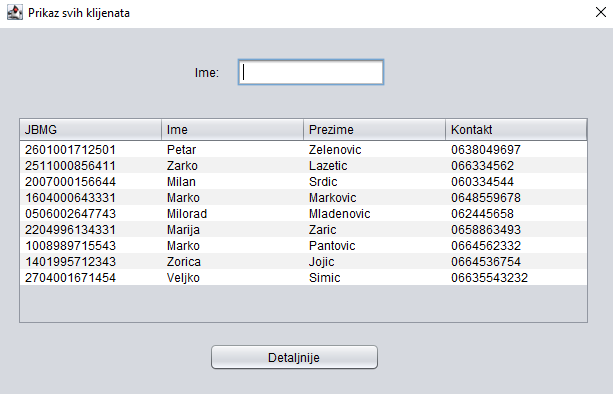 Prikaz svih klijenata
Ime:
JBMG Ime Prezime Kontakt
2601001712501 Petar Zelenovic 0638049697
2511000856411 Zarko Lazetic 066334562
2007000156644 Milan Srdic 060334544
1604000643331 Marko Markovic 0648559678
0506002647743 Milorad Mladenovic 062445658
2204996134331 Marija Zaric 0658863493
1008989715543 Marko Pantovic 0664562332
1401995712343 Zorica Jojic 0664536754
2704001671454 Veljko Simic 06635543232
Detaljnije